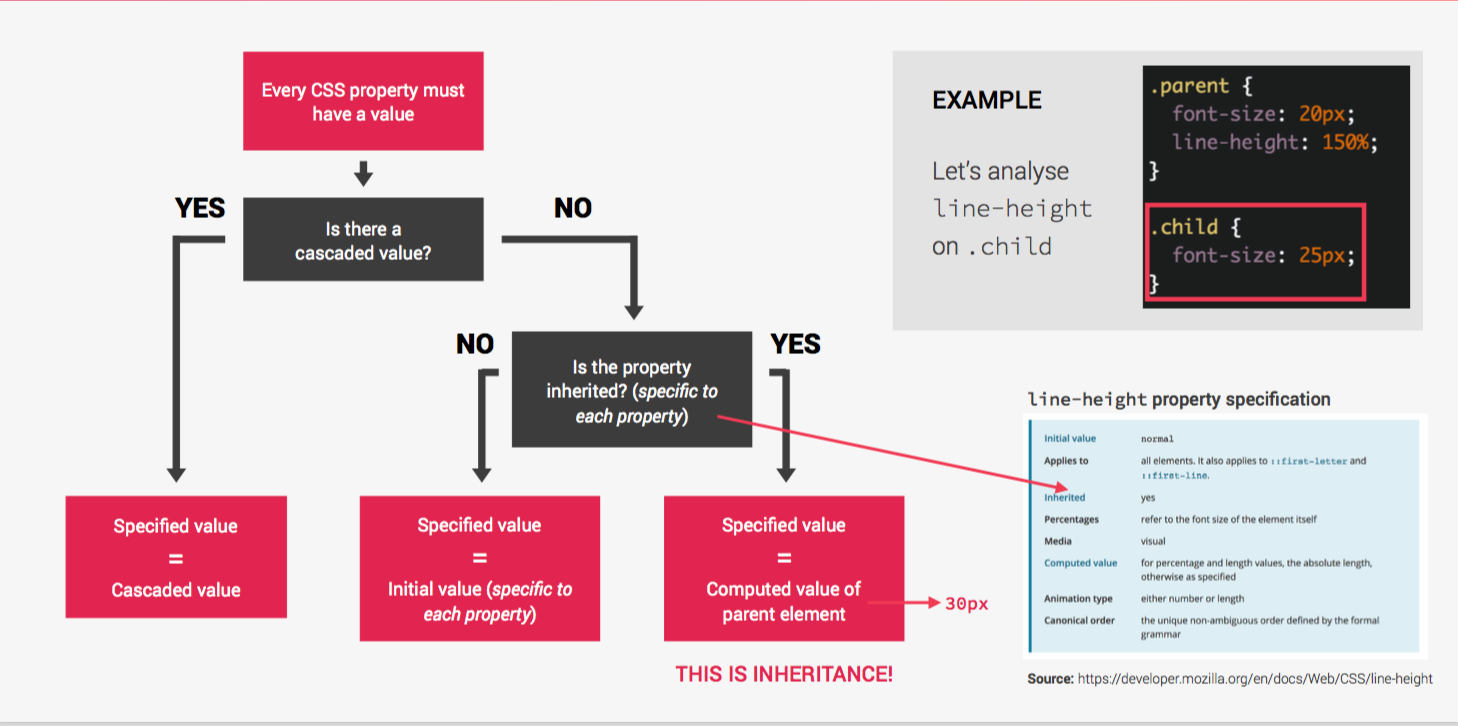 Every CSS property must
have a value
YES
Is there a
cascaded value?
NO
NO
Is the property
inherited? (specific to
each property)
YES
Specified value
=
Cascaded value
Specified value
=
Initial value (specific to
each property)
Specified value
=
Computed value of
parent element
30px
THIS IS INHERITANCE!
EXAMPLE
Let's analyse
line-height
on .child
.parent {
font-size: 20px;
line-height: 150%;
}
.child {
font-size: 25px;
}
line-height property specification
Initial value normal
Applies to all elements. It also applies to ::first-letter and
::first-line.
Inherited yes
Percentages refer to the font size of the element itself
Media visual
Computed value for percentage and length values, the absolute length,
otherwise as specified
Animation type either number or length
Canonical order the unique non-ambiguous order defined by the formal
grammar
Source: https://developer.mozilla.org/en/docs/Web/CSS/line-height